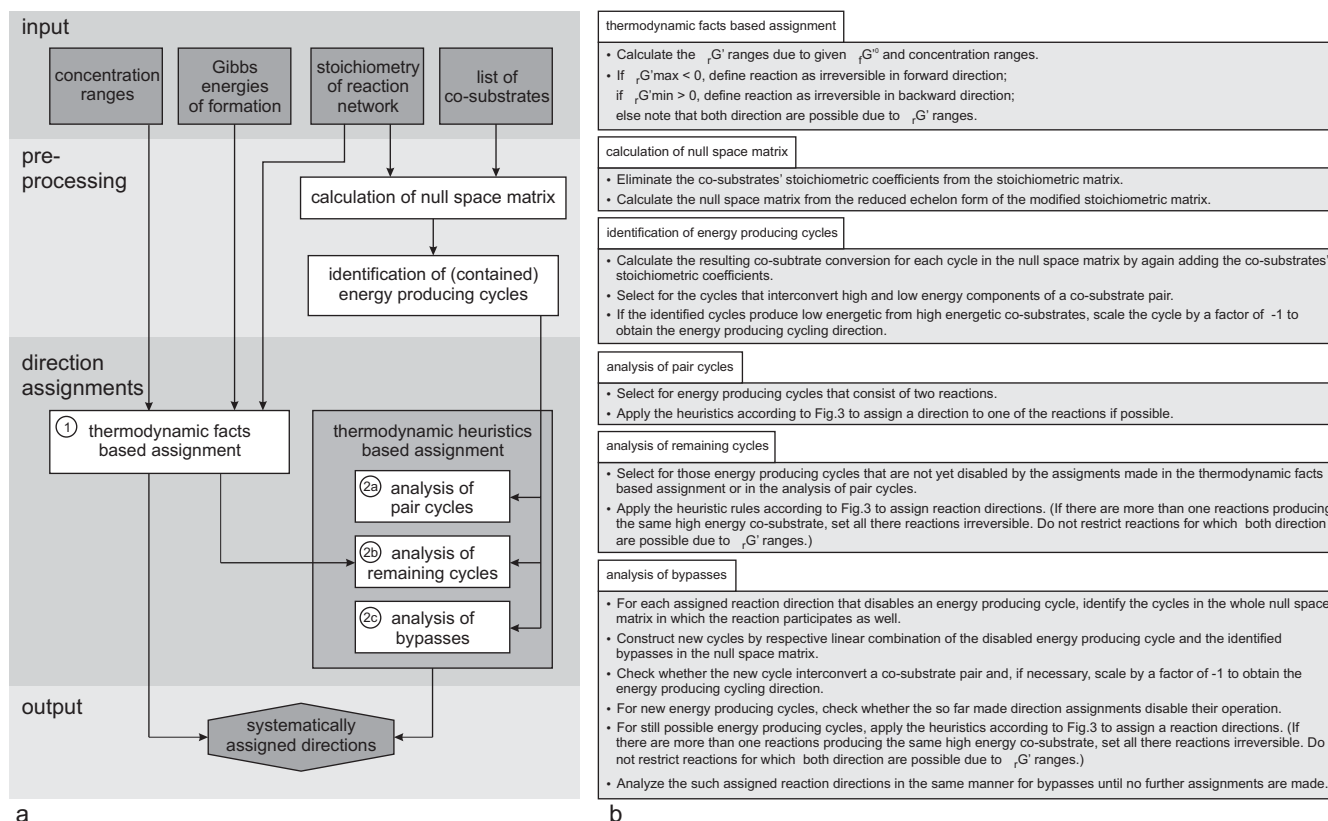 input
concentration
ranges
Gibbs
energies
of formation
stoichiometry
of reaction
network
list of
co-substrates
pre-
processing
calculation of null space matrix
identification of (contained)
energy producing cycles
direction
assignments
1 thermodynamic facts
based assignment
thermodynamic heuristics
based assignment
2a analysis of
pair cycles
2b analysis of
remaining cycles
2c analysis of
bypasses
output
systematically
assigned directions
a
thermodynamic facts based assignment
• Calculate the rG' ranges due to given fG'⁰ and concentration ranges.
• If rG'max < 0, define reaction as irreversible in forward direction;
if rG'min > 0, define reaction as irreversible in backward direction;
else note that both direction are possible due to rG' ranges.
calculation of null space matrix
• Eliminate the co-substrates' stoichiometric coefficients from the stoichiometric matrix.
• Calculate the null space matrix from the reduced echelon form of the modified stoichiometric matrix.
identification of energy producing cycles
• Calculate the resulting co-subtrate conversion for each cycle in the null space matrix by again adding the co-substrates'
stoichiometric coefficients.
• Select for the cycles that interconvert high and low energy components of a co-substrate pair.
• If the identified cycles produce low energetic from high energetic co-substrates, scale the cycle by a factor of -1 to
obtain the energy producing cycling direction.
analysis of pair cycles
• Select for energy producing cycles that consist of two reactions.
• Apply the heuristics according to Fig.3 to assign a direction to one of the reactions if possible.
analysis of remaining cycles
• Select for those energy producing cycles that are not yet disabled by the assigments made in the thermodynamic facts
based assignment or in the analysis of pair cycles.
• Apply the heuristic rules according to Fig.3 to assign reaction directions. (If there are more than one reactions producing
the same high energy co-substrate, set all there reactions irreversible. Do not restrict reactions for which both direction
are possible due to rG' ranges.)
analysis of bypasses
• For each assigned reaction direction that disables an energy producing cycle, identify the cycles in the whole null space
matrix in which the reaction participates as well.
• Construct new cycles by respective linear combination of the disabled energy producing cycle and the identified
bypasses in the null space matrix.
• Check whether the new cycle interconvert a co-substrate pair and, if necessary, scale by a factor of -1 to obtain the
energy producing cycling direction.
• For new energy producing cycles, check whether the so far made direction assignments disable their operation.
• For still possible energy producing cycles, apply the heuristics according to Fig.3 to assign a reaction directions. (If
there are more than one reactions producing the same high energy co-substrate, set all there reactions irreversible. Do
not restrict reactions for which both direction are possible due to rG' ranges.)
• Analyze the such assigned reaction directions in the same manner for bypasses until no further assignments are made.
b